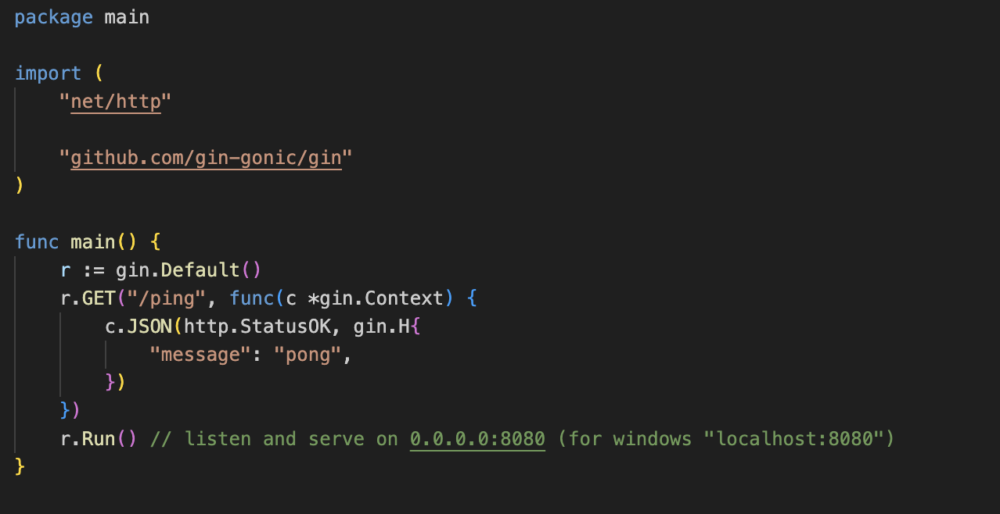 package main
import (
"net/http"
"github.com/gin-gonic/gin"
)
func main() {
r := gin.Default()
r.GET("/ping", func(c *gin.Context) {
c.JSON(http.StatusOK, gin.H{
"message": "pong",
})
})
r.Run() // listen and serve on 0.0.0.0:8080 (for windows "localhost:8080")
}